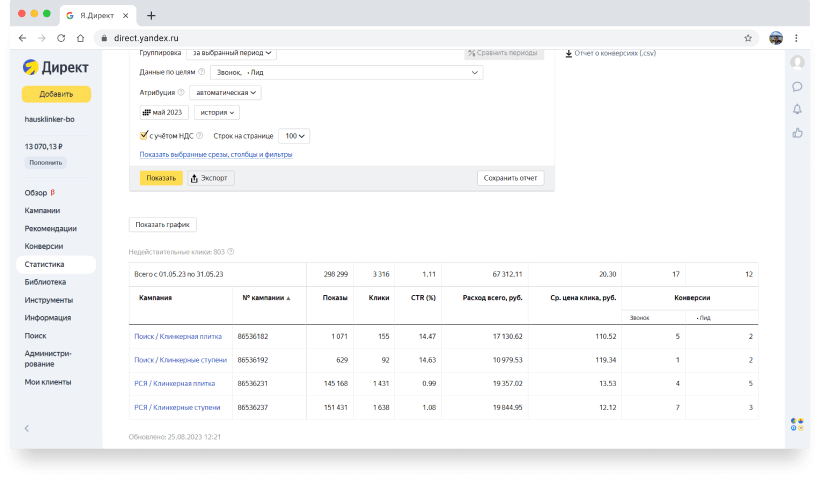 Я.Директ
direct.yandex.ru
Директ
Добавить
hausklinker-bo
13 070,13 ₽
Пополнить
Обзор β
Кампании
Рекомендации
Конверсии
Статистика
Библиотека
Инструменты
Информация
Поиск
Администри-
рование
Мои клиенты
Группировка за выбранный период
% Сравнить периоды
Отчет о конверсиях (.csv)
Данные по целям Звонок, • Лид
Атрибуция автоматическая
май 2023 история
с учётом НДС Строк на странице 100
Показать выбранные срезы, столбцы и фильтры
Показать Экспорт Сохранить отчет
Показать график
Недействительные клики: 803
Всего с 01.05.23 по 31.05.23 298 299 3 316 1.11 67 312.11 20.30 17 12
Кампания № кампании ▲ Показы Клики CTR (%) Расход всего, руб. Ср. цена клика, руб. Конверсии
Звонок • Лид
Поиск / Клинкерная плитка 86536182 1 071 155 14.47 17 130.62 110.52 5 2
Поиск / Клинкерные ступени 86536192 629 92 14.63 10 979.53 119.34 1 2
РСЯ / Клинкерная плитка 86536231 145 168 1 431 0.99 19 357.02 13.53 4 5
РСЯ / Клинкерные ступени 86536237 151 431 1 638 1.08 19 844.95 12.12 7 3
Обновлено: 25.08.2023 12:21